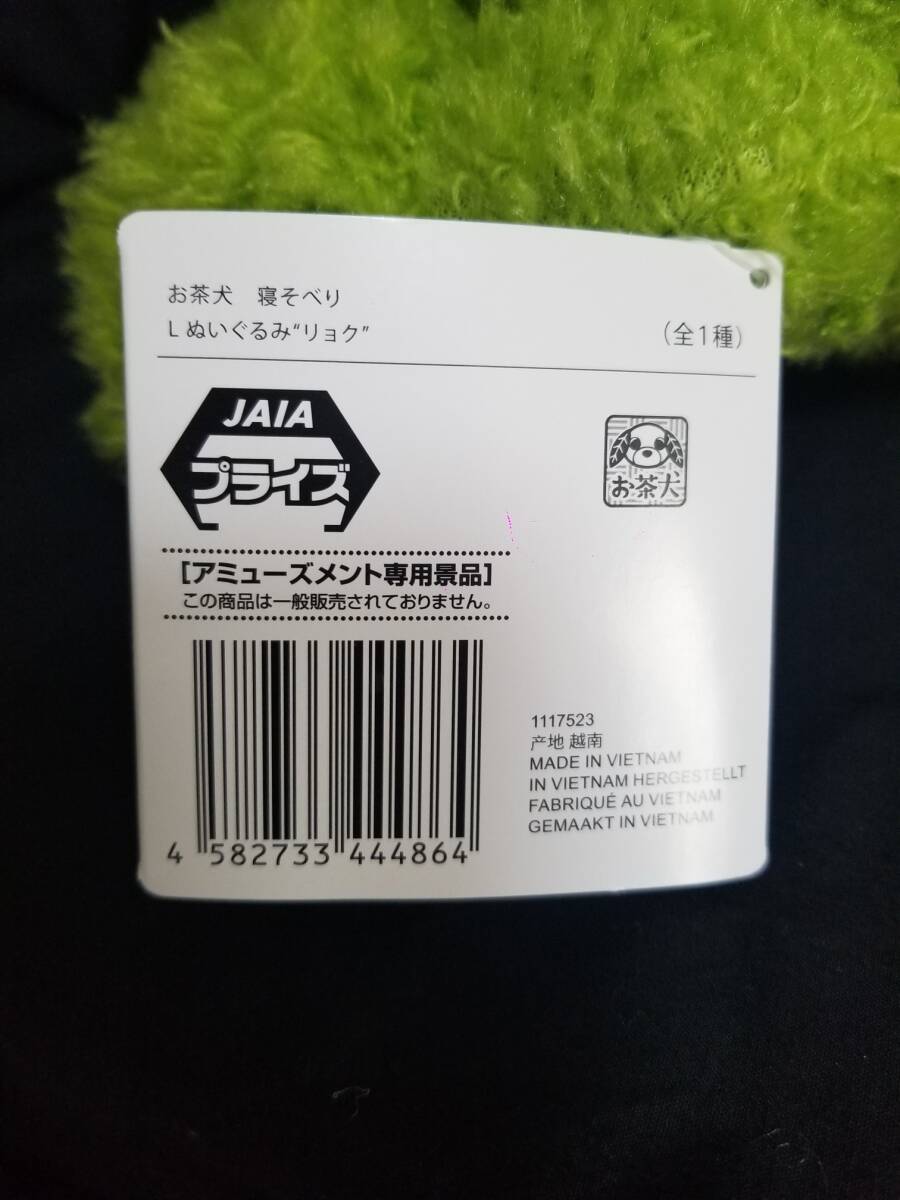 お茶犬　寝そべり
L ぬいぐるみ“リョク”
（全1種）
JAIA
プライズ
お茶犬
［アミューズメント専用景品］
この商品は一般販売されておりません。
4 582733 444864
1117523
产地 越南
MADE IN VIETNAM
IN VIETNAM HERGESTELLT
FABRIQUÉ AU VIETNAM
GEMAAKT IN VIETNAM